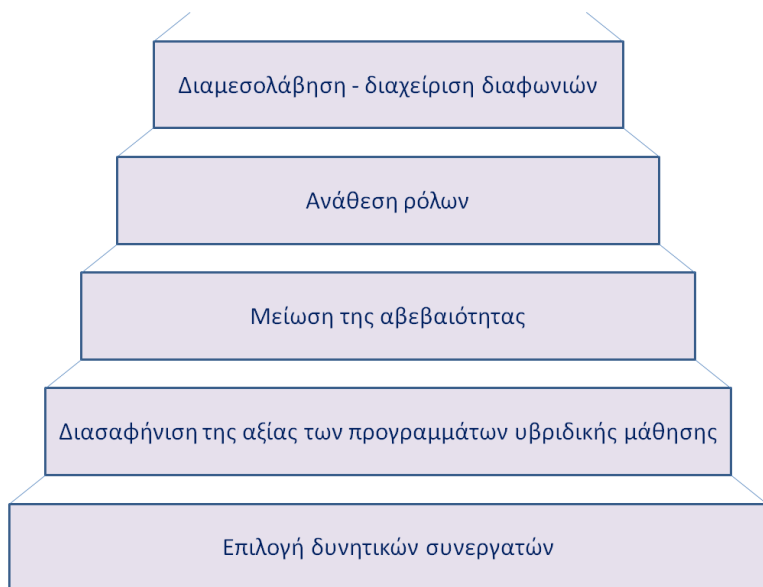 Διαμεσολάβηση - διαχείριση διαφωνιών
Ανάθεση ρόλων
Μείωση της αβεβαιότητας
Διασαφήνιση της αξίας των προγραμμάτων υβριδικής μάθησης
Επιλογή δυνητικών συνεργατών